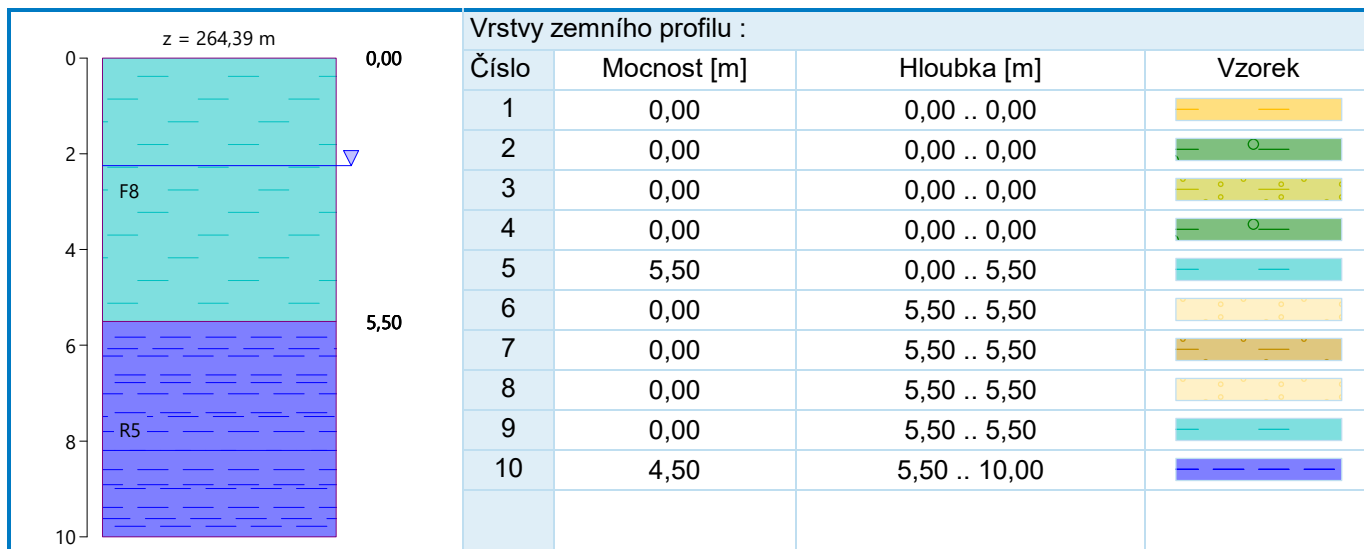 z = 264,39 m
0
0,00
2
F8
4
5,50
6
R5
8
10
Vrstvy zemního profilu :
Číslo Mocnost [m] Hloubka [m] Vzorek
1 0,00 0,00 .. 0,00
2 0,00 0,00 .. 0,00
3 0,00 0,00 .. 0,00
4 0,00 0,00 .. 0,00
5 5,50 0,00 .. 5,50
6 0,00 5,50 .. 5,50
7 0,00 5,50 .. 5,50
8 0,00 5,50 .. 5,50
9 0,00 5,50 .. 5,50
10 4,50 5,50 .. 10,00